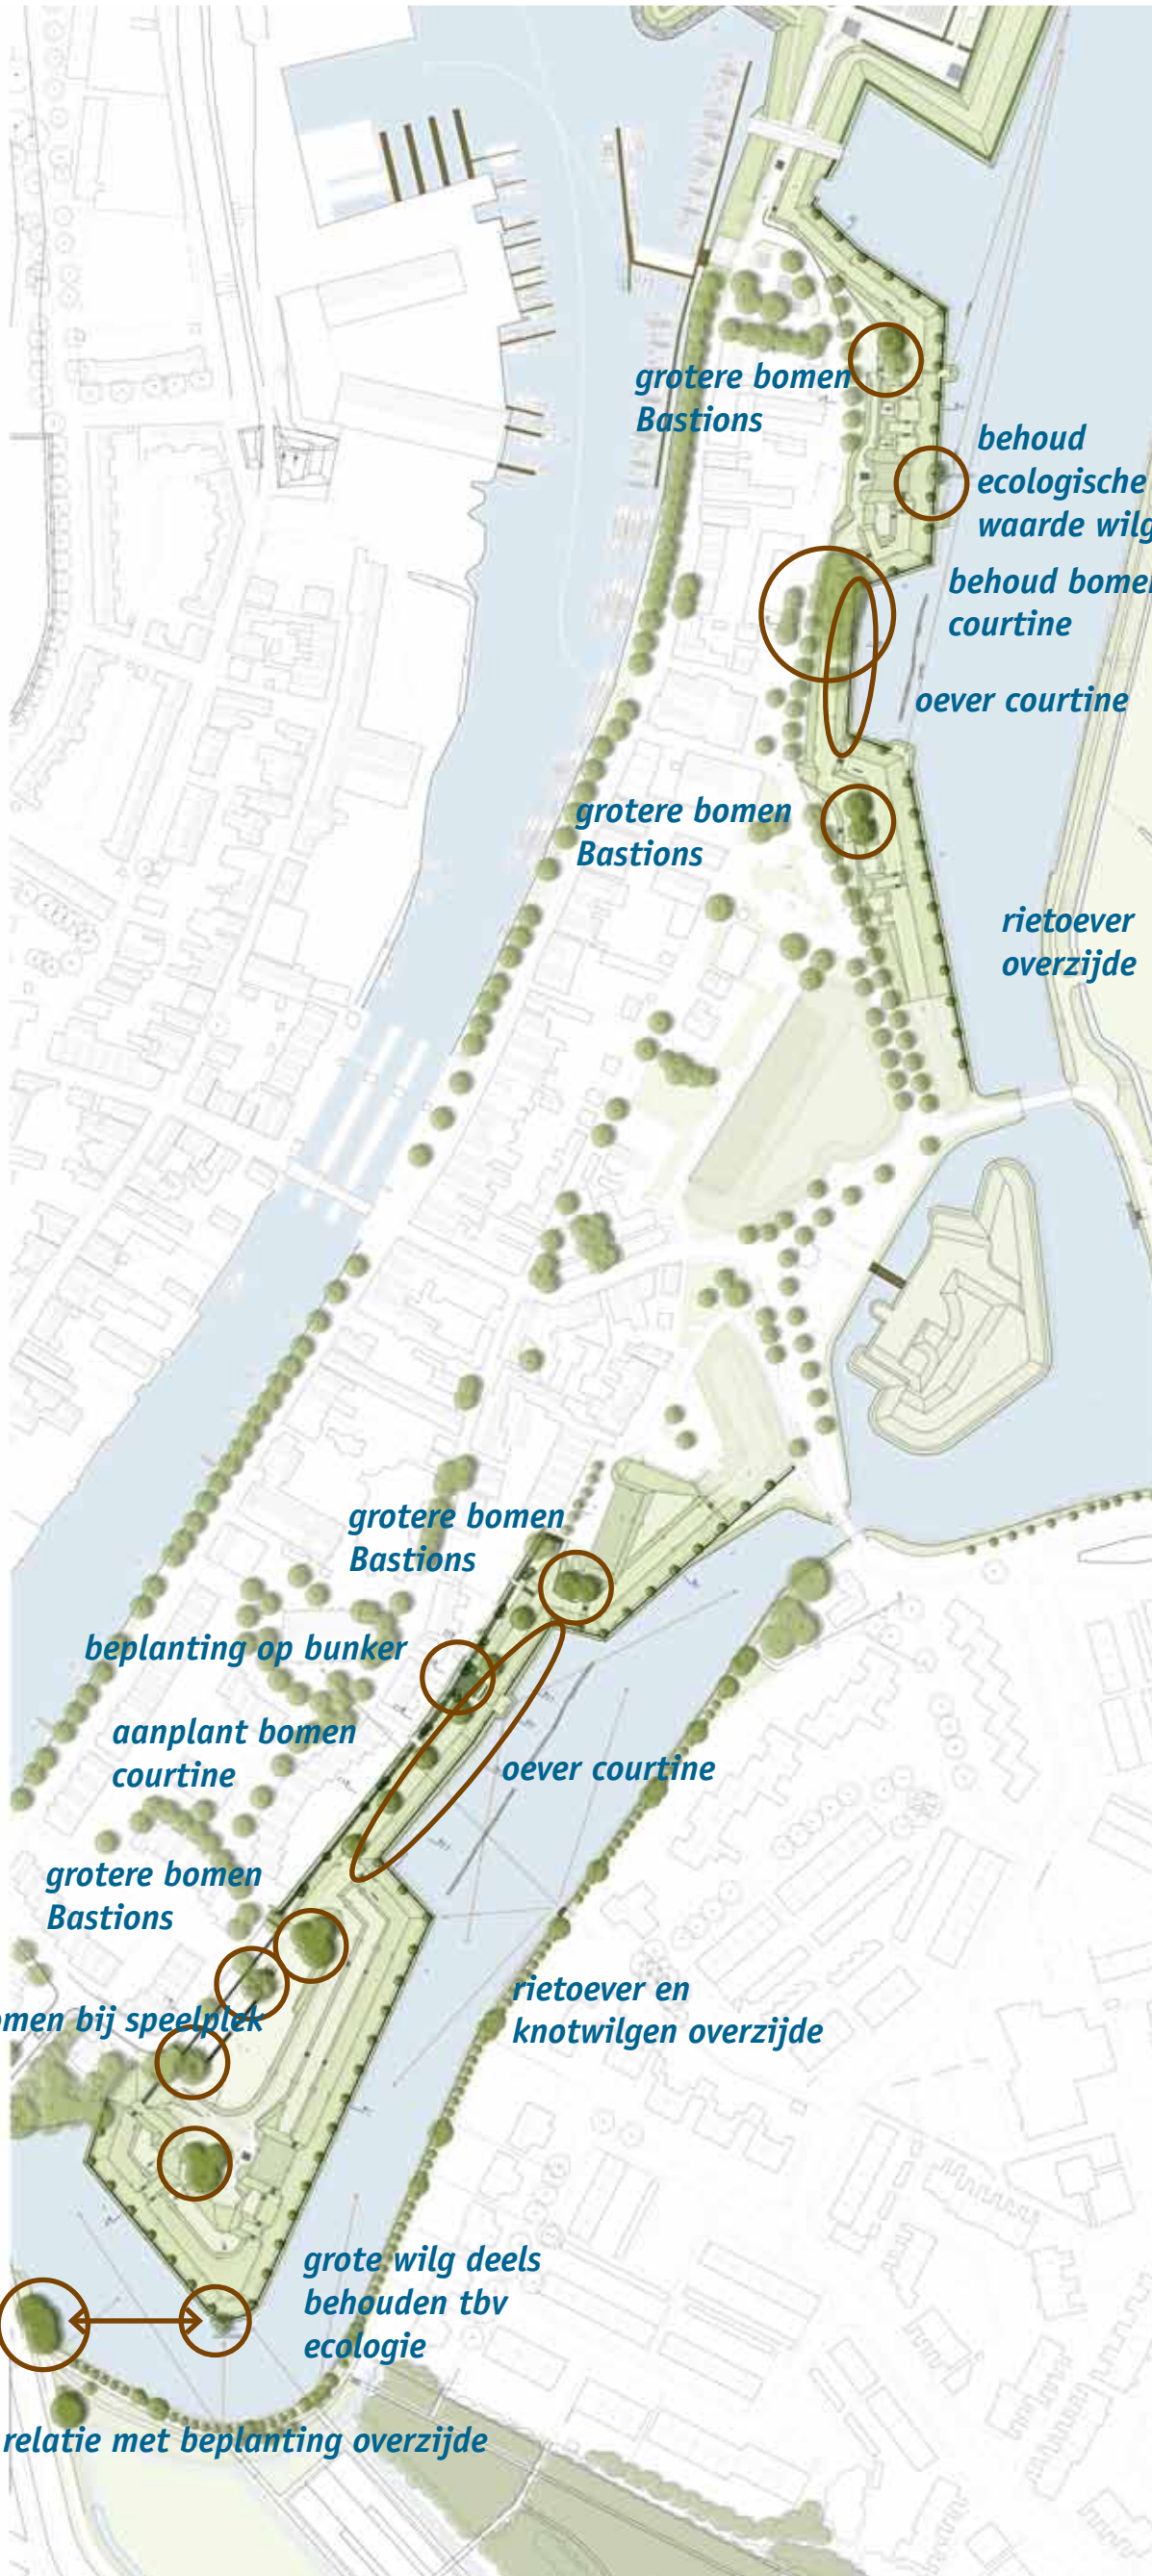 grotere bomen
Bastions
behoud
ecologische
waarde wilg
behoud bomen
courtine
oever courtine
grotere bomen
Bastions
rietoever
overzijde
grotere bomen
Bastions
beplanting op bunker
aanplant bomen
courtine
oever courtine
grotere bomen
Bastions
rietoever en
knotwilgen overzijde
omen bij speelplek
grote wilg deels
behouden tbv
ecologie
relatie met beplanting overzijde